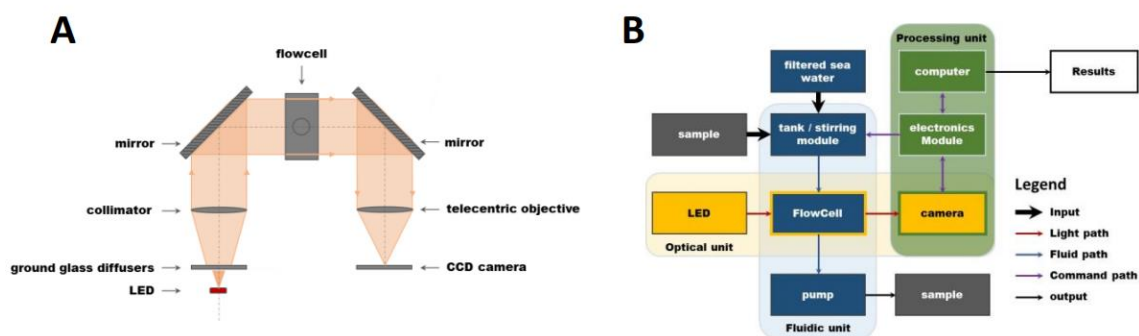 A
flowcell
mirror
mirror
collimator
telecentric objective
ground glass diffusers
CCD camera
LED
B
Processing unit
filtered sea
water
computer
Results
sample
tank / stirring
module
electronics
Module
LED
FlowCell
camera
Optical unit
pump
sample
Fluidic unit
Legend
Input
Light path
Fluid path
Command path
output